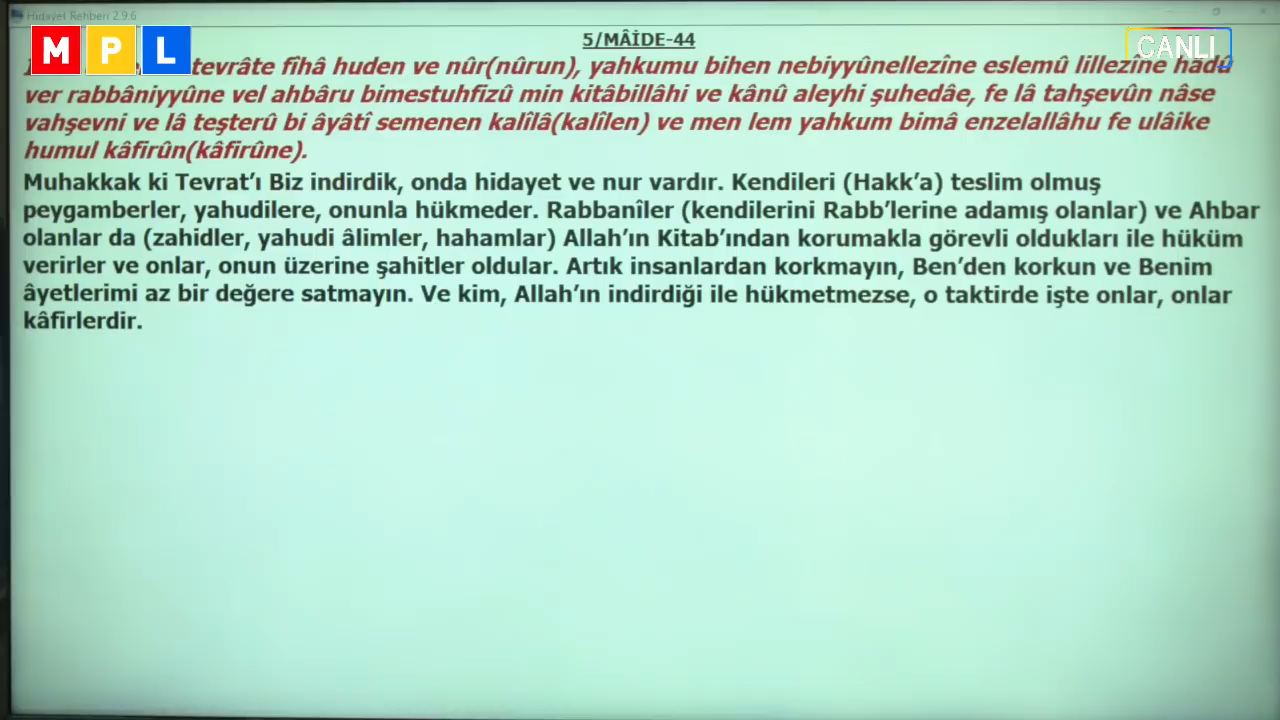 Hidayet Rehberi 2.9.6
MPL
CANLI
5/MÂİDE-44
tevrâte fîhâ huden ve nûr(nûrun), yahkumu bihen nebiyyûnellezîne eslemû lillezîne hâdû
ver rabbâniyyûne vel ahbâru bimestuhfizû min kitâbillâhi ve kânû aleyhi şuhedâe, fe lâ tahşevûn nâse
vahşevni ve lâ teşterû bi âyâtî semenen kalîlâ(kalîlen) ve men lem yahkum bimâ enzelallâhu fe ulâike
humul kâfirûn(kâfirûne).
Muhakkak ki Tevrat’ı Biz indirdik, onda hidayet ve nur vardır. Kendileri (Hakk’a) teslim olmuş
peygamberler, yahudilere, onunla hükmeder. Rabbanîler (kendilerini Rabb’lerine adamış olanlar) ve Ahbar
olanlar da (zahidler, yahudi âlimler, hahamlar) Allah’ın Kitab’ından korumakla görevli oldukları ile hüküm
verirler ve onlar, onun üzerine şahitler oldular. Artık insanlardan korkmayın, Ben’den korkun ve Benim
âyetlerimi az bir değere satmayın. Ve kim, Allah’ın indirdiği ile hükmetmezse, o taktirde işte onlar, onlar
kâfirlerdir.